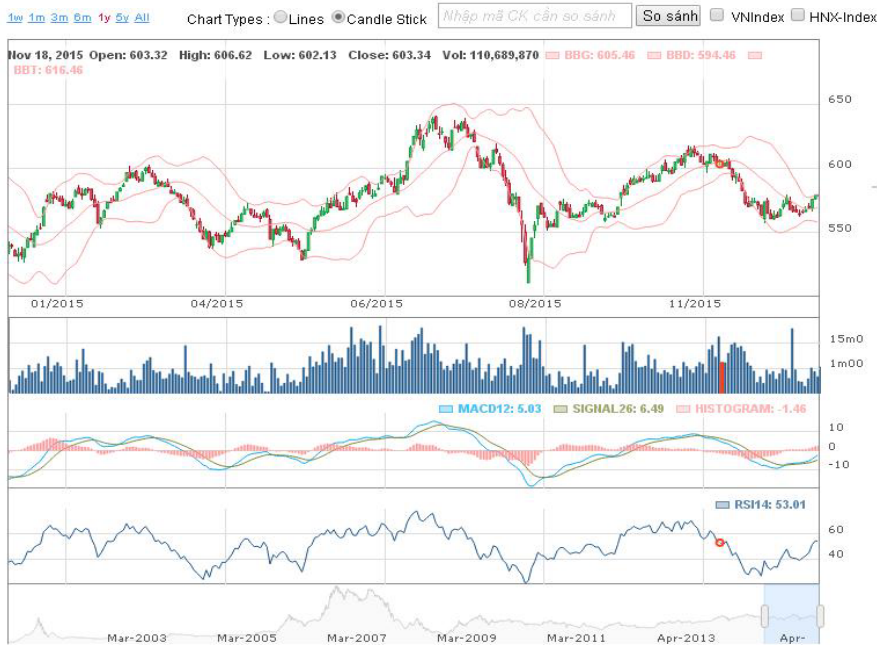 1w 1m 3m 6m 1y 5y All Chart Types : Lines Candle Stick Nhập mã CK cần so sánh So sánh VNIndex HNX-Index
Nov 18, 2015 Open: 603.32 High: 606.62 Low: 602.13 Close: 603.34 Vol: 110,689,870 BBG: 605.46 BBD: 594.46
BBT: 616.46
650
600
550
01/2015 04/2015 06/2015 08/2015 11/2015
15m0
1m00
MACD12: 5.03 SIGNAL26: 6.49 HISTOGRAM: -1.46
10
0
-10
RSI14: 53.01
60
40
Mar-2003 Mar-2005 Mar-2007 Mar-2009 Mar-2011 Apr-2013 Apr-